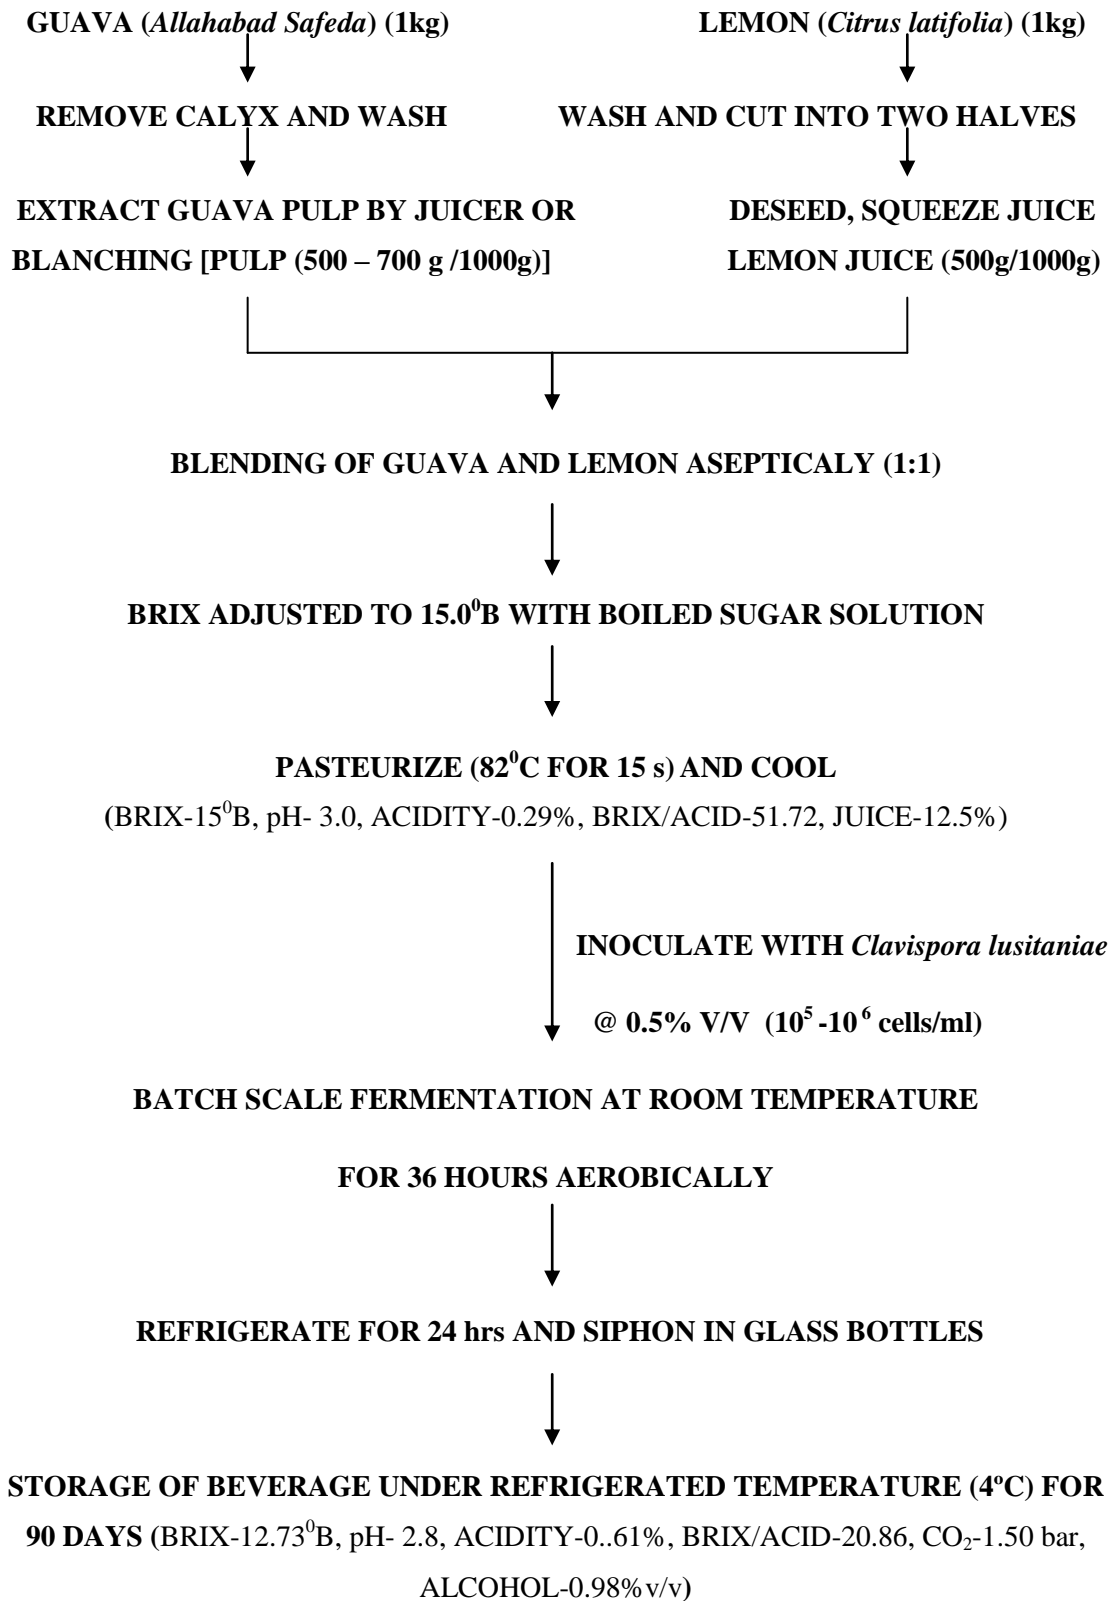 GUAVA (Allahabad Safeda) (1kg)
LEMON (Citrus latifolia) (1kg)
REMOVE CALYX AND WASH
WASH AND CUT INTO TWO HALVES
EXTRACT GUAVA PULP BY JUICER OR
BLANCHING [PULP (500 – 700 g /1000g)]
DESEED, SQUEEZE JUICE
LEMON JUICE (500g/1000g)
BLENDING OF GUAVA AND LEMON ASEPTICALY (1:1)
BRIX ADJUSTED TO 15.0⁰B WITH BOILED SUGAR SOLUTION
PASTEURIZE (82⁰C FOR 15 s) AND COOL
(BRIX-15⁰B, pH- 3.0, ACIDITY-0.29%, BRIX/ACID-51.72, JUICE-12.5%)
INOCULATE WITH Clavispora lusitaniae
@ 0.5% V/V (10⁵ -10⁶ cells/ml)
BATCH SCALE FERMENTATION AT ROOM TEMPERATURE
FOR 36 HOURS AEROBICALLY
REFRIGERATE FOR 24 hrs AND SIPHON IN GLASS BOTTLES
STORAGE OF BEVERAGE UNDER REFRIGERATED TEMPERATURE (4ºC) FOR
90 DAYS (BRIX-12.73⁰B, pH- 2.8, ACIDITY-0..61%, BRIX/ACID-20.86, CO₂-1.50 bar,
ALCOHOL-0.98%v/v)